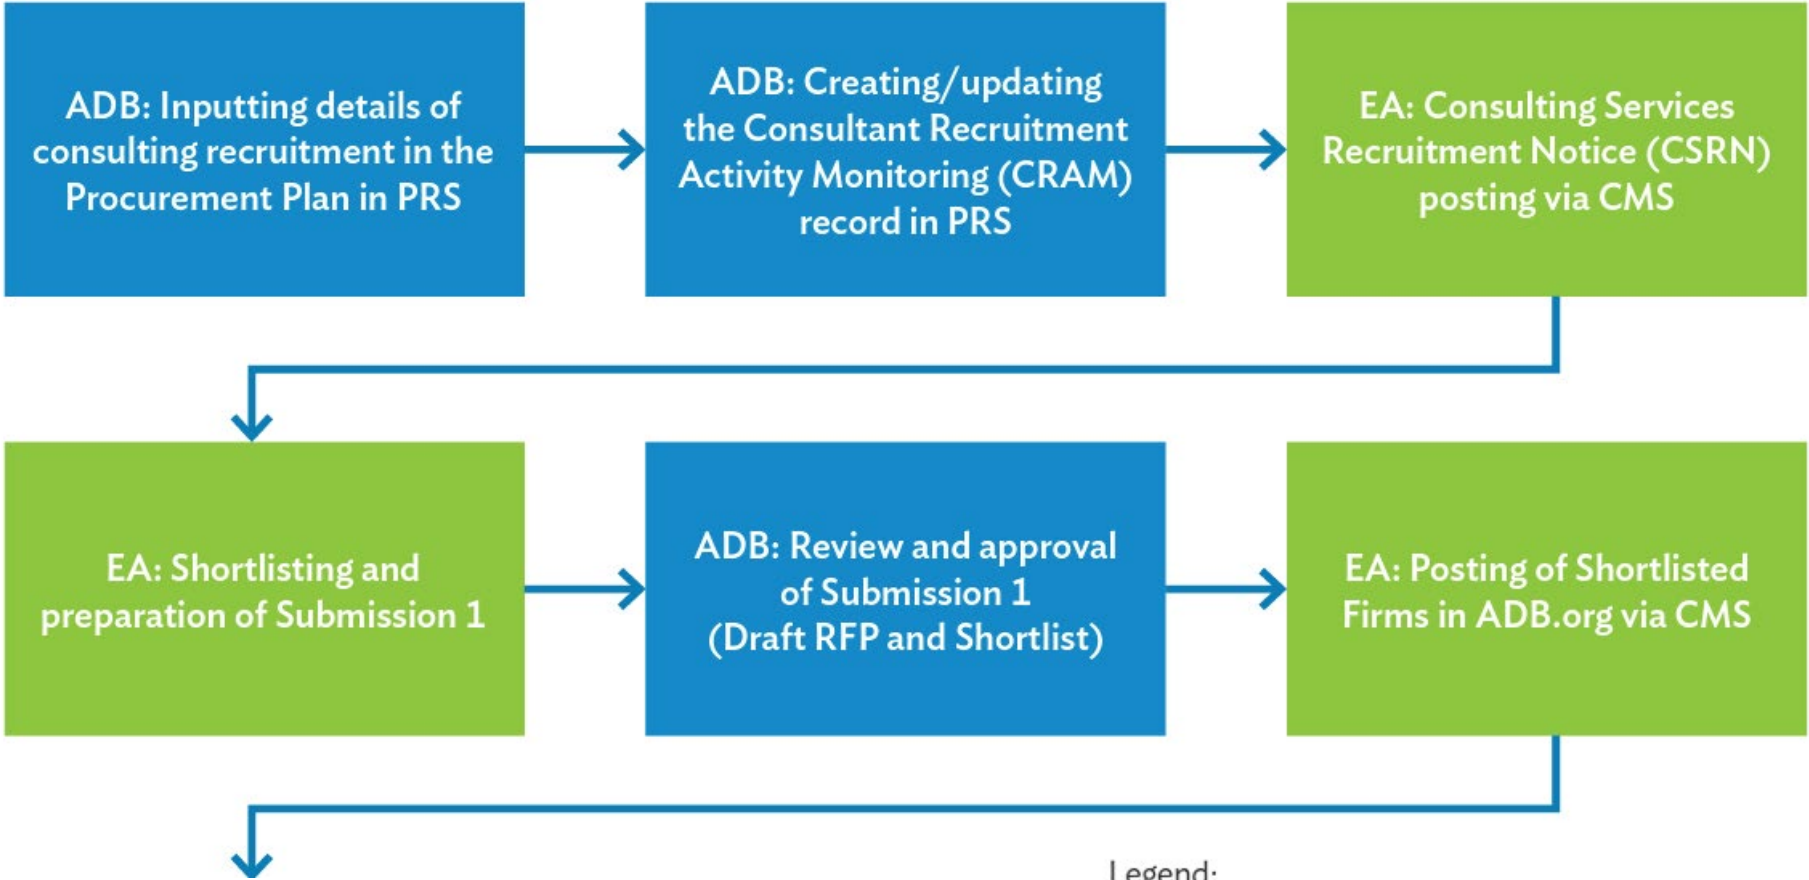 ADB: Inputting details of
consulting recruitment in the
Procurement Plan in PRS
ADB: Creating/updating
the Consultant Recruitment
Activity Monitoring (CRAM)
record in PRS
EA: Consulting Services
Recruitment Notice (CSRN)
posting via CMS
EA: Shortlisting and
preparation of Submission 1
ADB: Review and approval
of Submission 1
(Draft RFP and Shortlist)
EA: Posting of Shortlisted
Firms in ADB.org via CMS
Legend: